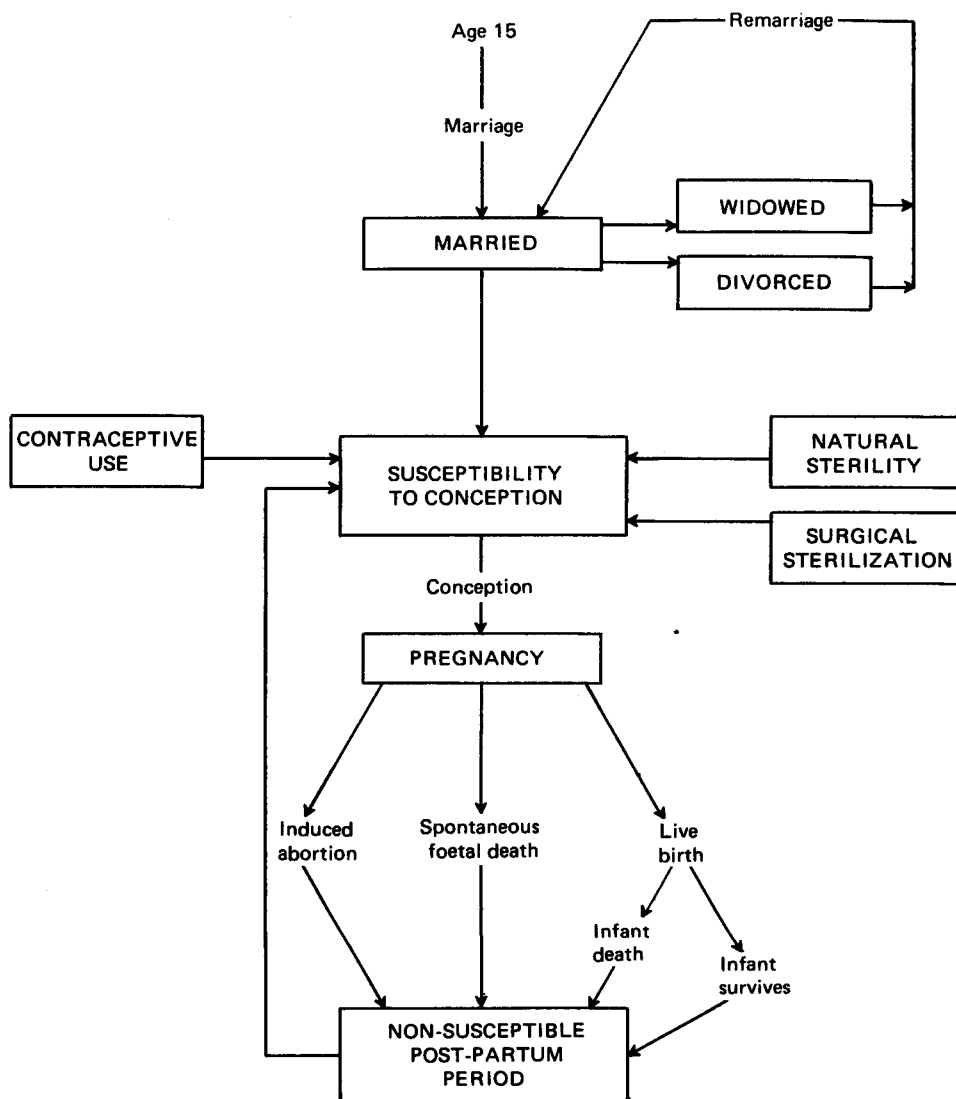 Remarriage
Age 15
Marriage
WIDOWED
MARRIED
DIVORCED
CONTRACEPTIVE
USE
SUSCEPTIBILITY
TO CONCEPTION
NATURAL
STERILITY
SURGICAL
STERILIZATION
Conception
PREGNANCY
Induced
abortion
Spontaneous
foetal death
Live
birth
Infant
death
Infant
survives
NON-SUSCEPTIBLE
POST-PARTUM
PERIOD